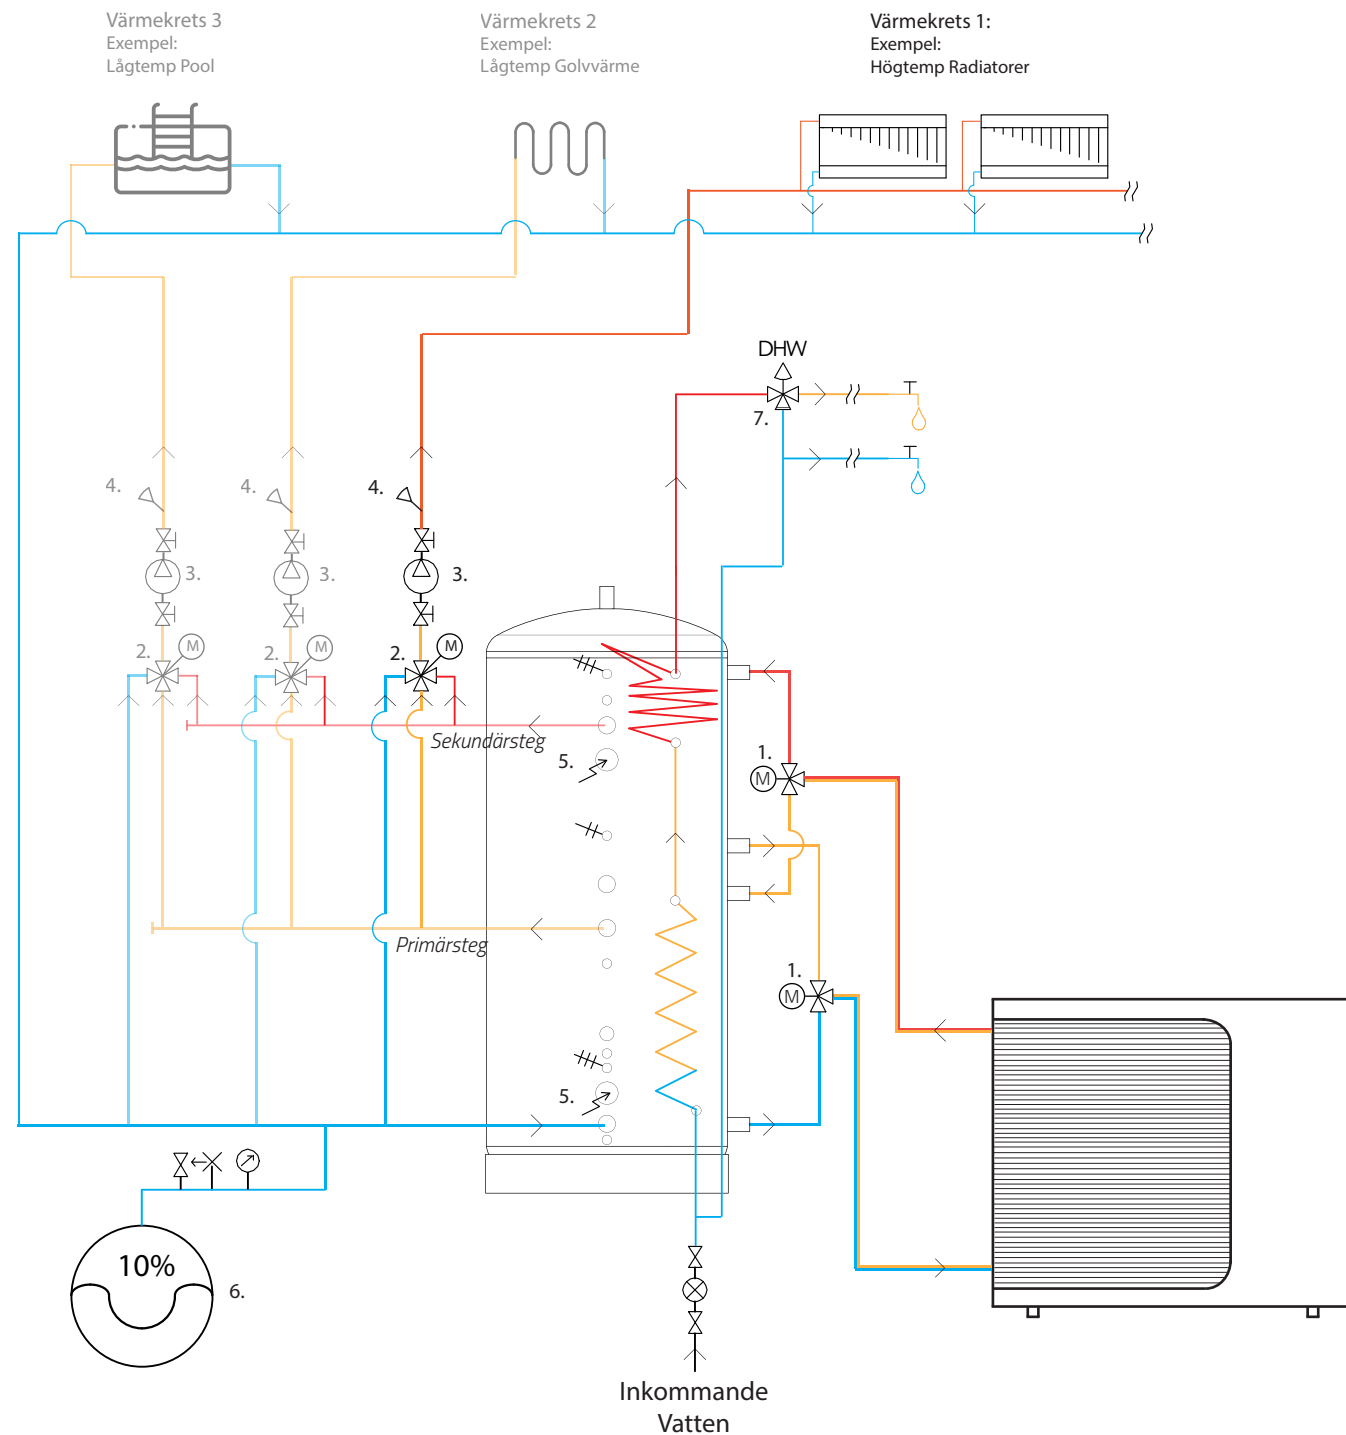 Värmekrets 3
Exempel:
Lågtemp Pool
Värmekrets 2
Exempel:
Lågtemp Golvvärme
Värmekrets 1:
Exempel:
Högtemp Radiatorer
DHW
7.
4.
4.
4.
3.
3.
3.
2.
M
2.
M
2.
M
Sekundärsteg
5.
1.
M
Primärsteg
1.
M
5.
10%
6.
Inkommande
Vatten